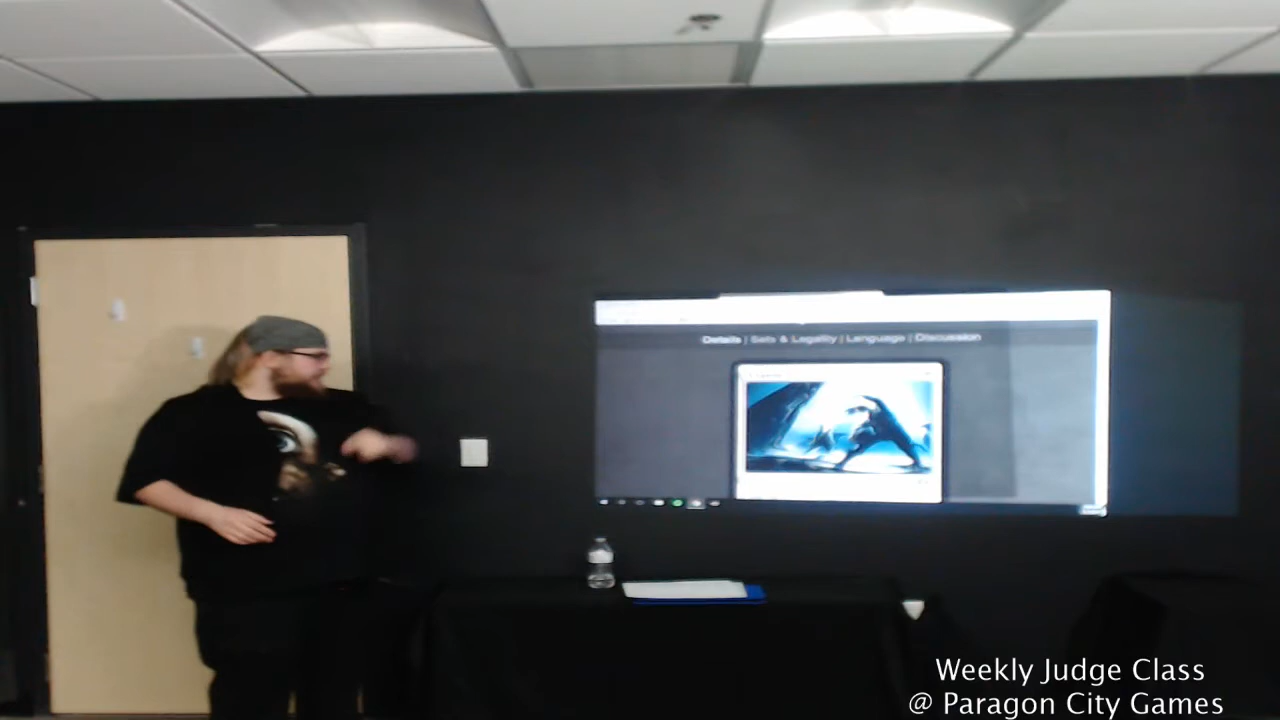 Details | Sets & Legality | Language | Discussion
Weekly Judge Class
@ Paragon City Games